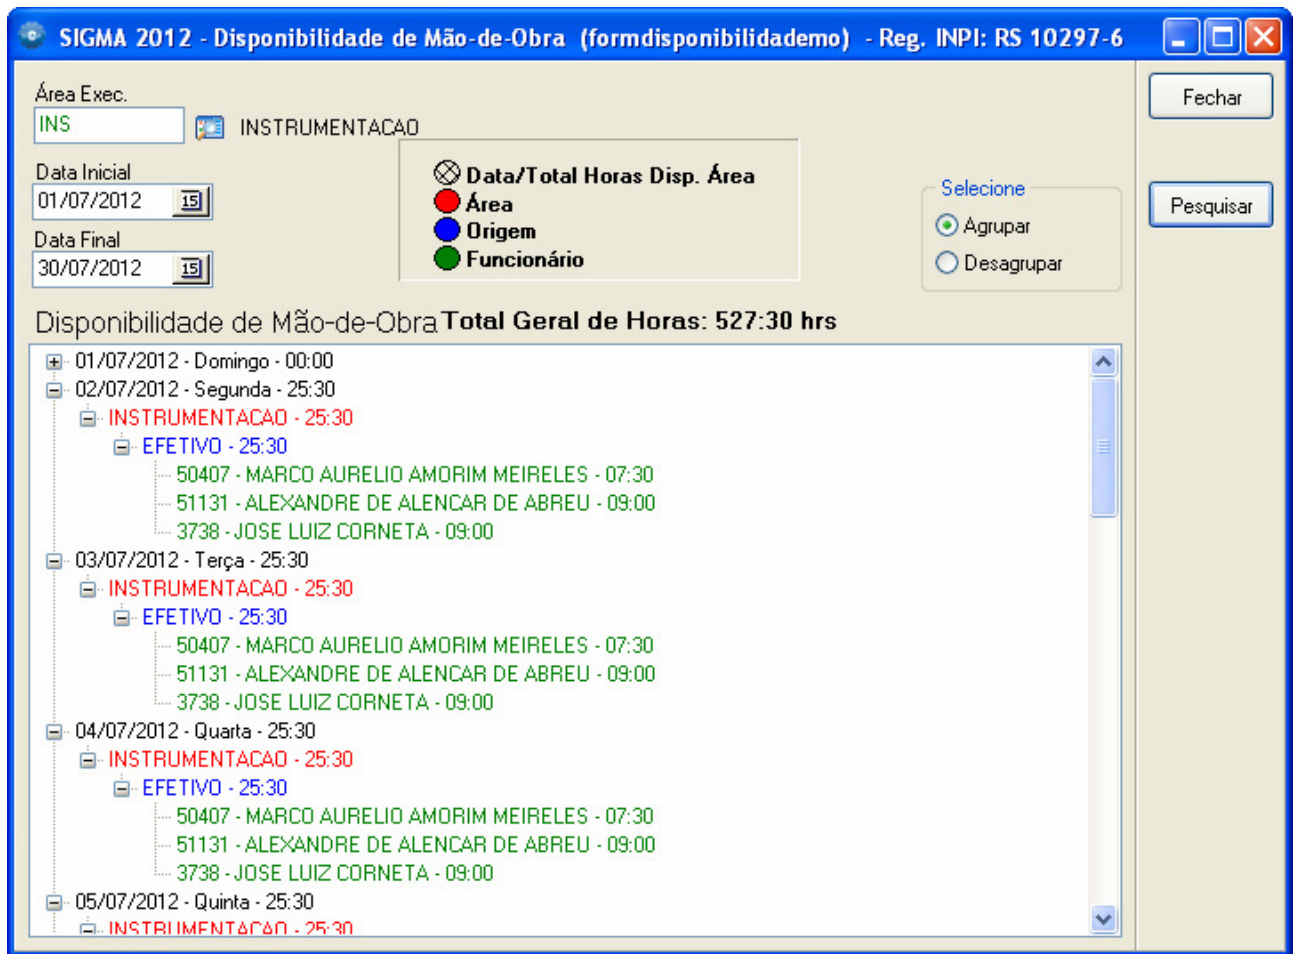 SIGMA 2012 - Disponibilidade de Mão-de-Obra (formdisponibilidademo) - Reg. INPI: RS 10297-6
Área Exec.
INS
INSTRUMENTACAO
Fechar
Data Inicial
01/07/2012
15
Data Final
30/07/2012
15
Data/Total Horas Disp. Área
Área
Origem
Funcionário
Selecione
Agrupar
Desagrupar
Pesquisar
Disponibilidade de Mão-de-Obra Total Geral de Horas: 527:30 hrs
01/07/2012 - Domingo - 00:00
02/07/2012 - Segunda - 25:30
INSTRUMENTACAO - 25:30
EFETIVO - 25:30
50407 - MARCO AURELIO AMORIM MEIRELES - 07:30
51131 - ALEXANDRE DE ALENCAR DE ABREU - 09:00
3738 - JOSE LUIZ CORNETA - 09:00
03/07/2012 - Terça - 25:30
INSTRUMENTACAO - 25:30
EFETIVO - 25:30
50407 - MARCO AURELIO AMORIM MEIRELES - 07:30
51131 - ALEXANDRE DE ALENCAR DE ABREU - 09:00
3738 - JOSE LUIZ CORNETA - 09:00
04/07/2012 - Quarta - 25:30
INSTRUMENTACAO - 25:30
EFETIVO - 25:30
50407 - MARCO AURELIO AMORIM MEIRELES - 07:30
51131 - ALEXANDRE DE ALENCAR DE ABREU - 09:00
3738 - JOSE LUIZ CORNETA - 09:00
05/07/2012 - Quinta - 25:30
INSTRUMENTACAO - 25:30